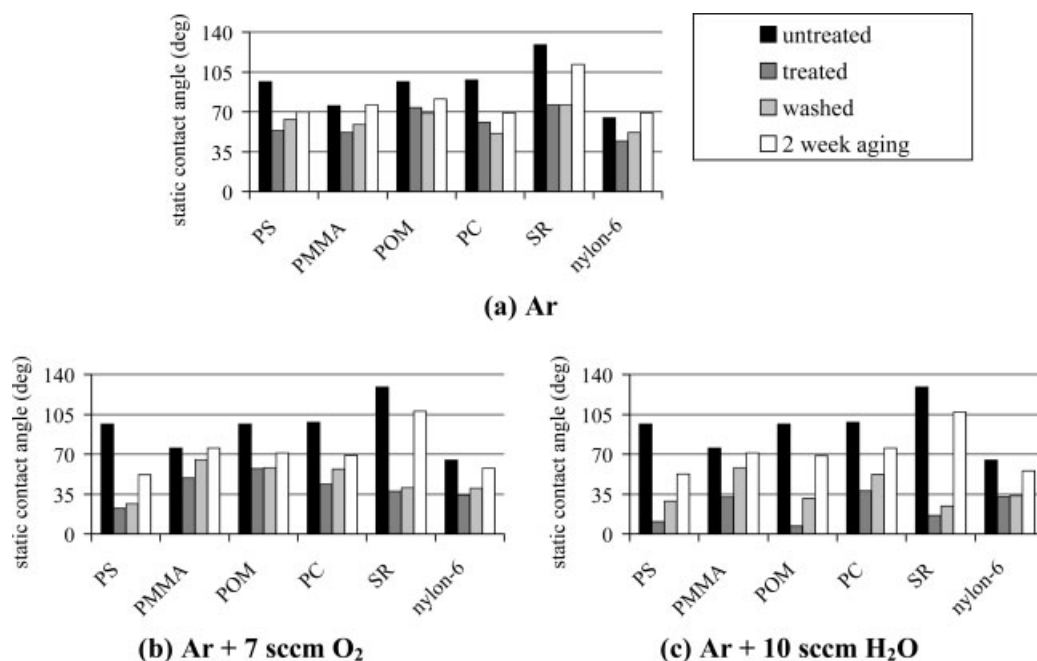 static contact angle (deg)
140
105
70
35
0
PS
PMMA
POM
PC
SR
nylon-6
untreated
treated
washed
2 week aging
(a) Ar
static contact angle (deg)
140
105
70
35
0
PS
PMMA
POM
PC
SR
nylon-6
(b) Ar + 7 sccm O₂
static contact angle (deg)
140
105
70
35
0
PS
PMMA
POM
PC
SR
nylon-6
(c) Ar + 10 sccm H₂O